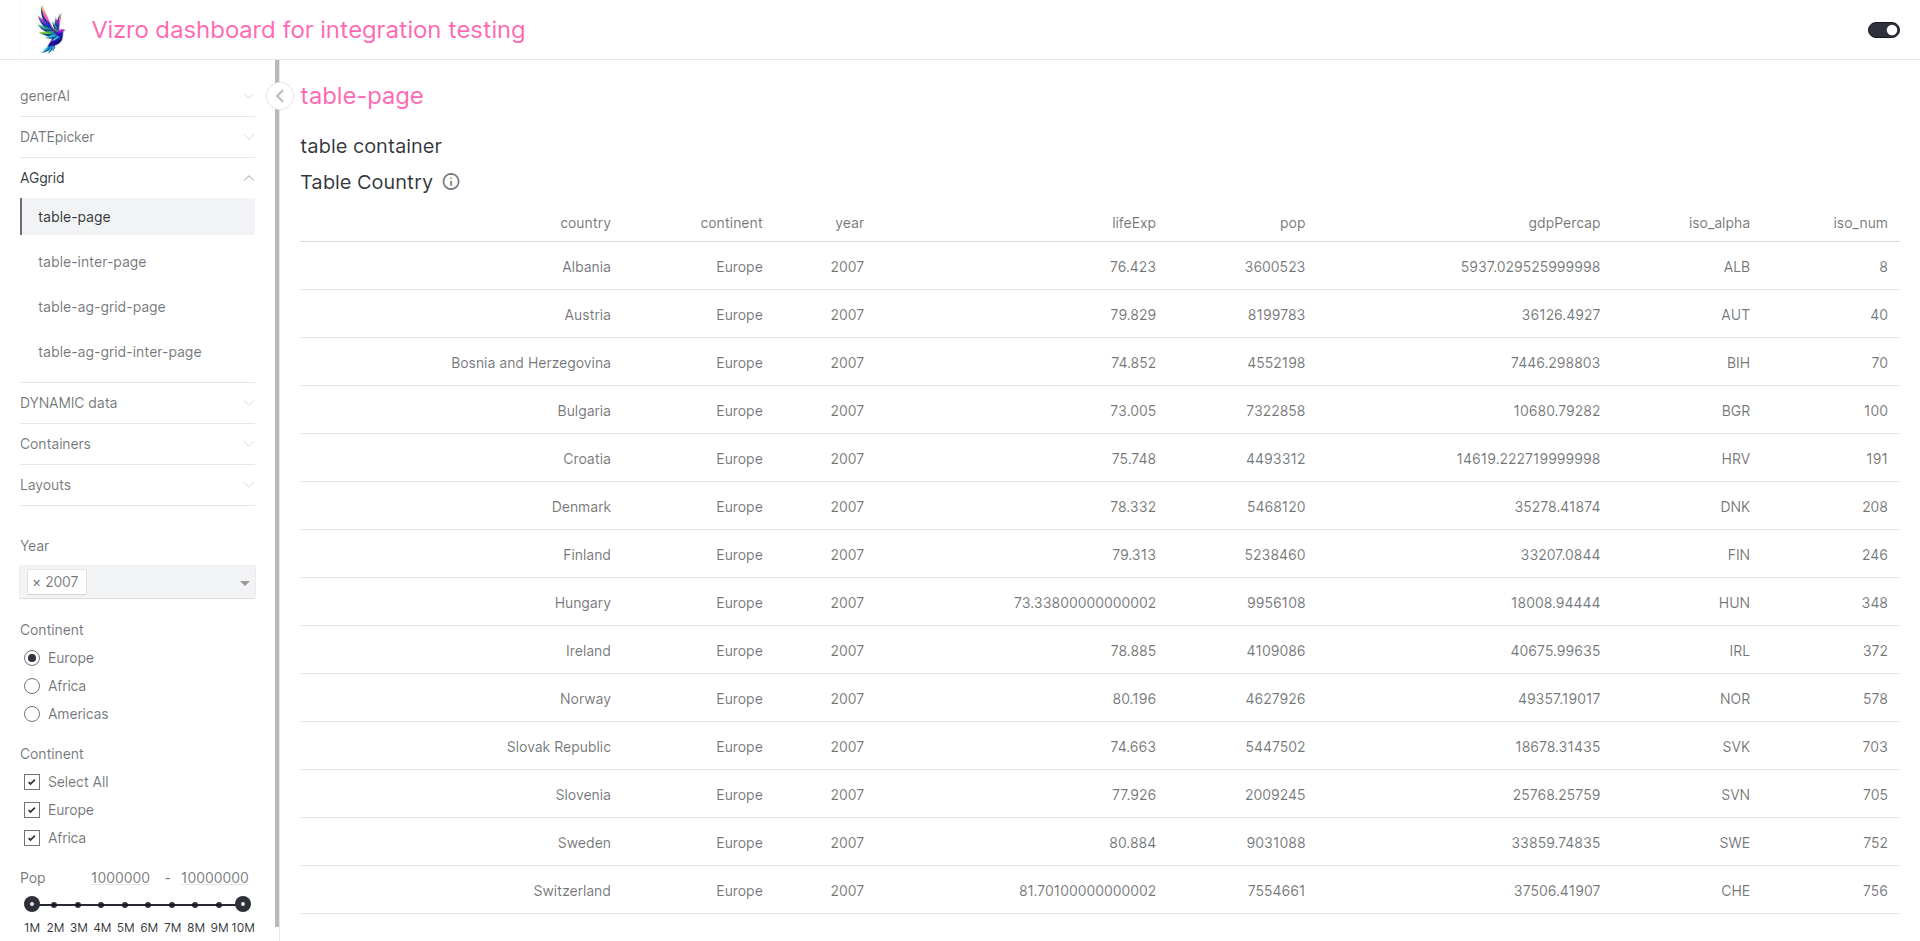 Vizro dashboard for integration testing
generAI
DATEpicker
AGgrid
table-page
table-inter-page
table-ag-grid-page
table-ag-grid-inter-page
DYNAMIC data
Containers
Layouts
Year
× 2007
Continent
Europe
Africa
Americas
Continent
Select All
Europe
Africa
Pop 1000000 - 10000000
1M 2M 3M 4M 5M 6M 7M 8M 9M 10M
table-page
table container
Table Country
country continent year lifeExp pop gdpPercap iso_alpha iso_num
Albania Europe 2007 76.423 3600523 5937.029525999998 ALB 8
Austria Europe 2007 79.829 8199783 36126.4927 AUT 40
Bosnia and Herzegovina Europe 2007 74.852 4552198 7446.298803 BIH 70
Bulgaria Europe 2007 73.005 7322858 10680.79282 BGR 100
Croatia Europe 2007 75.748 4493312 14619.222719999998 HRV 191
Denmark Europe 2007 78.332 5468120 35278.41874 DNK 208
Finland Europe 2007 79.313 5238460 33207.0844 FIN 246
Hungary Europe 2007 73.33800000000002 9956108 18008.94444 HUN 348
Ireland Europe 2007 78.885 4109086 40675.99635 IRL 372
Norway Europe 2007 80.196 4627926 49357.19017 NOR 578
Slovak Republic Europe 2007 74.663 5447502 18678.31435 SVK 703
Slovenia Europe 2007 77.926 2009245 25768.25759 SVN 705
Sweden Europe 2007 80.884 9031088 33859.74835 SWE 752
Switzerland Europe 2007 81.70100000000002 7554661 37506.41907 CHE 756